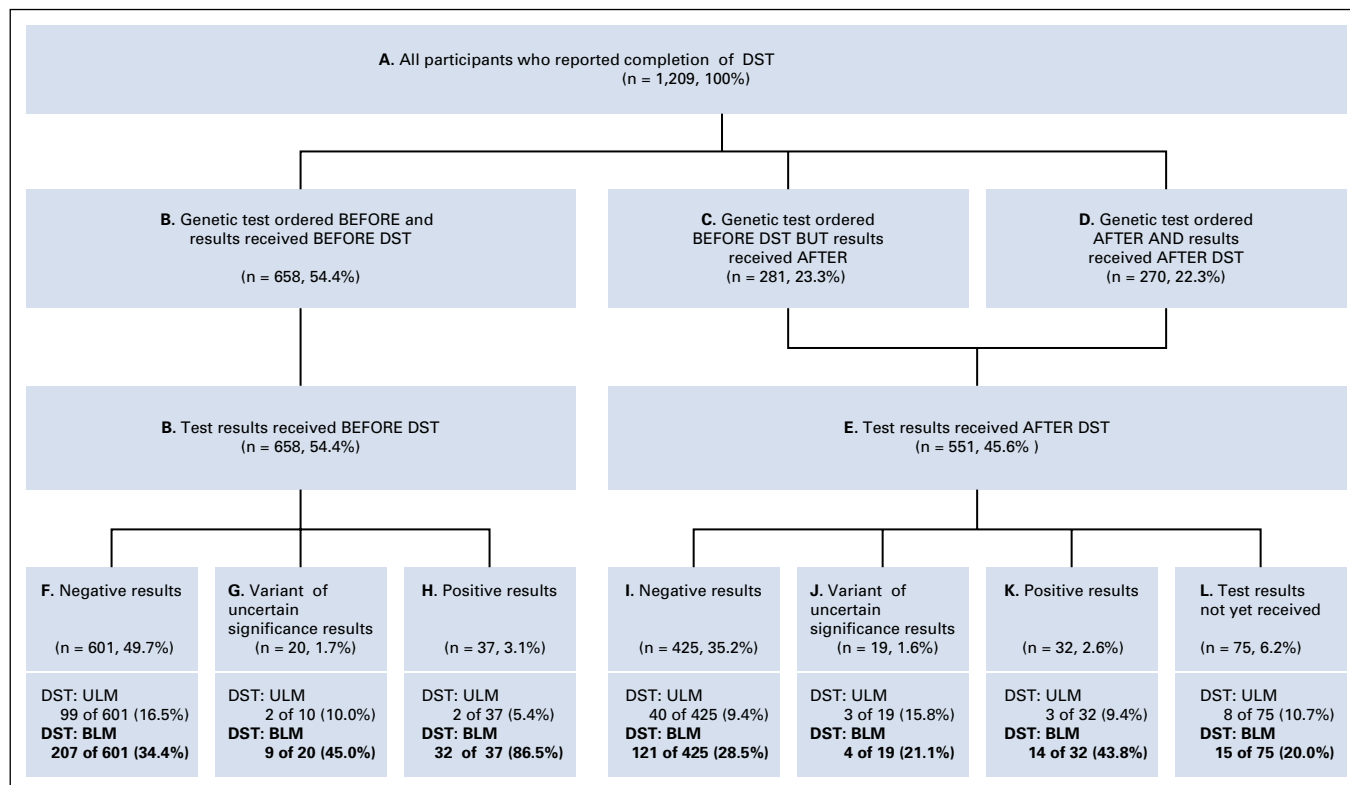 A. All participants who reported completion of DST
(n = 1,209, 100%)
B. Genetic test ordered BEFORE and
results received BEFORE DST
(n = 658, 54.4%)
C. Genetic test ordered
BEFORE DST BUT results
received AFTER
(n = 281, 23.3%)
D. Genetic test ordered
AFTER AND results
received AFTER DST
(n = 270, 22.3%)
B. Test results received BEFORE DST
(n = 658, 54.4%)
E. Test results received AFTER DST
(n = 551, 45.6% )
F. Negative results
(n = 601, 49.7%)
DST: ULM
99 of 601 (16.5%)
DST: BLM
207 of 601 (34.4%)
G. Variant of
uncertain
significance results
(n = 20, 1.7%)
DST: ULM
2 of 10 (10.0%)
DST: BLM
9 of 20 (45.0%)
H. Positive results
(n = 37, 3.1%)
DST: ULM
2 of 37 (5.4%)
DST: BLM
32 of 37 (86.5%)
I. Negative results
(n = 425, 35.2%)
DST: ULM
40 of 425 (9.4%)
DST: BLM
121 of 425 (28.5%)
J. Variant of
uncertain
significance results
(n = 19, 1.6%)
DST: ULM
3 of 19 (15.8%)
DST: BLM
4 of 19 (21.1%)
K. Positive results
(n = 32, 2.6%)
DST: ULM
3 of 32 (9.4%)
DST: BLM
14 of 32 (43.8%)
L. Test results
not yet received
(n = 75, 6.2%)
DST: ULM
8 of 75 (10.7%)
DST: BLM
15 of 75 (20.0%)